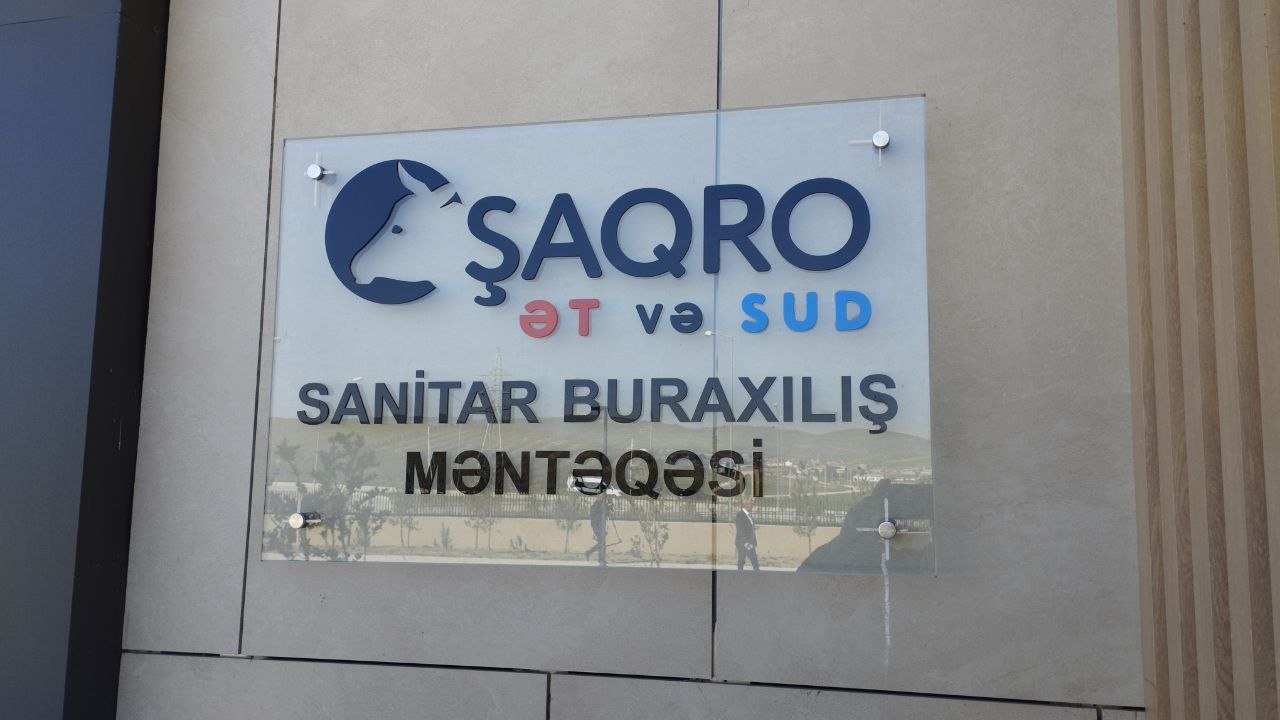 ŞAQRO
ƏT və SUD
SANİTAR BURAXILIŞ
MƏNTƏQƏSİ